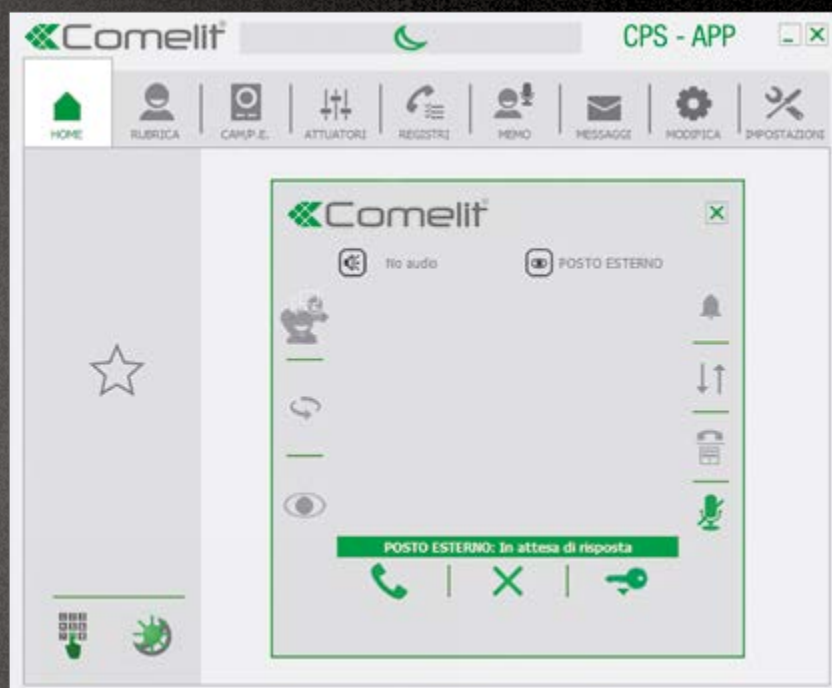 Comelit
CPS - APP
HOME
RUBRICA
CAM/P.E.
ATTUATORI
REGISTRI
MEMO
MESSAGGI
MODIFICA
IMPOSTAZIONI
Comelit
No audio
POSTO ESTERNO
POSTO ESTERNO: In attesa di risposta